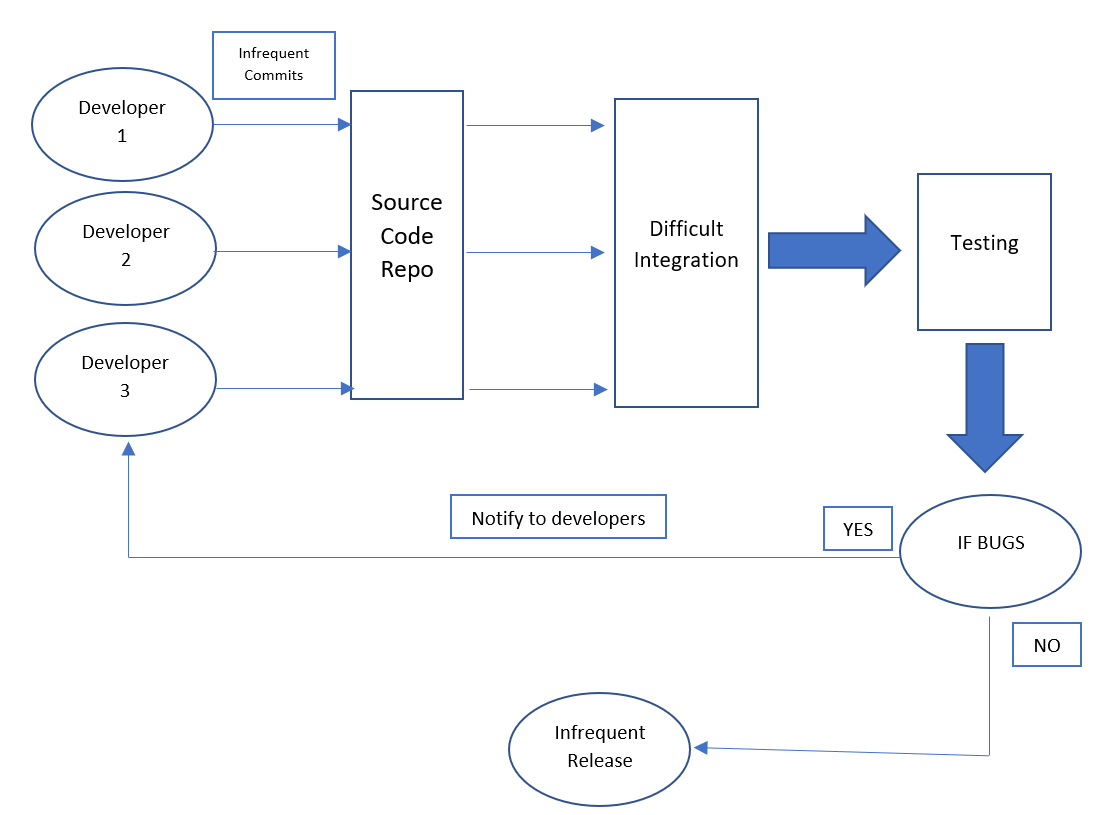 Infrequent
Commits
Developer
1
Developer
2
Developer
3
Source
Code
Repo
Difficult
Integration
Testing
Notify to developers
YES
IF BUGS
NO
Infrequent
Release